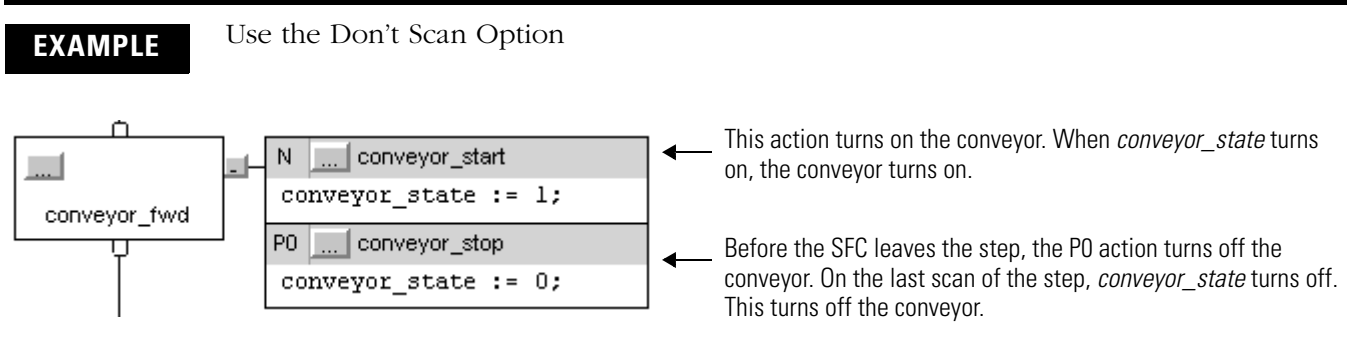 EXAMPLE
Use the Don't Scan Option
...
conveyor_fwd
-
N ... conveyor_start
conveyor_state := 1;
P0 ... conveyor_stop
conveyor_state := 0;
This action turns on the conveyor. When conveyor_state turns
on, the conveyor turns on.
Before the SFC leaves the step, the P0 action turns off the
conveyor. On the last scan of the step, conveyor_state turns off.
This turns off the conveyor.